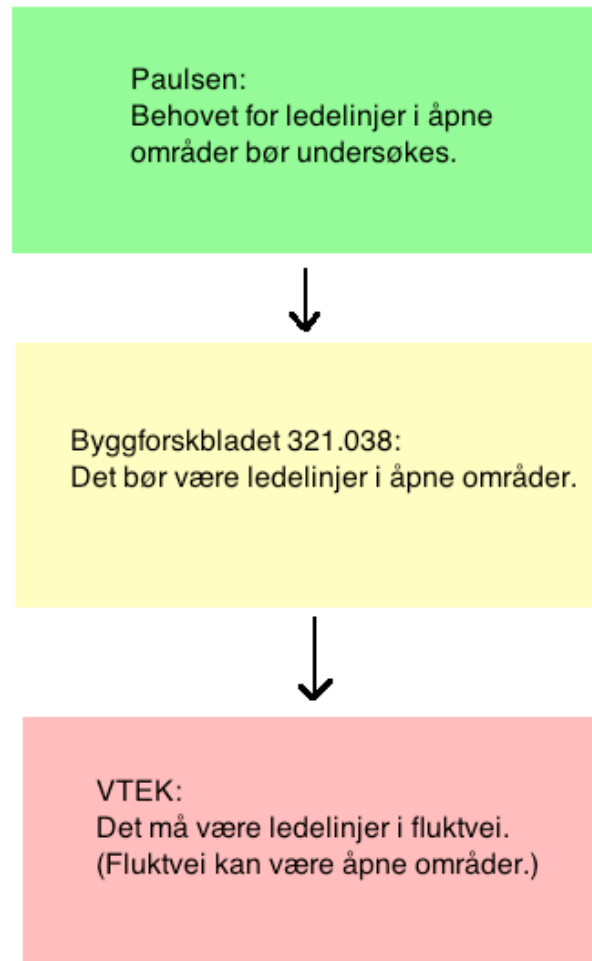 Paulsen:
Behovet for ledelinjer i åpne
områder bør undersøkes.
Byggforskbladet 321.038:
Det bør være ledelinjer i åpne områder.
VTEK:
Det må være ledelinjer i fluktvei.
(Fluktvei kan være åpne områder.)